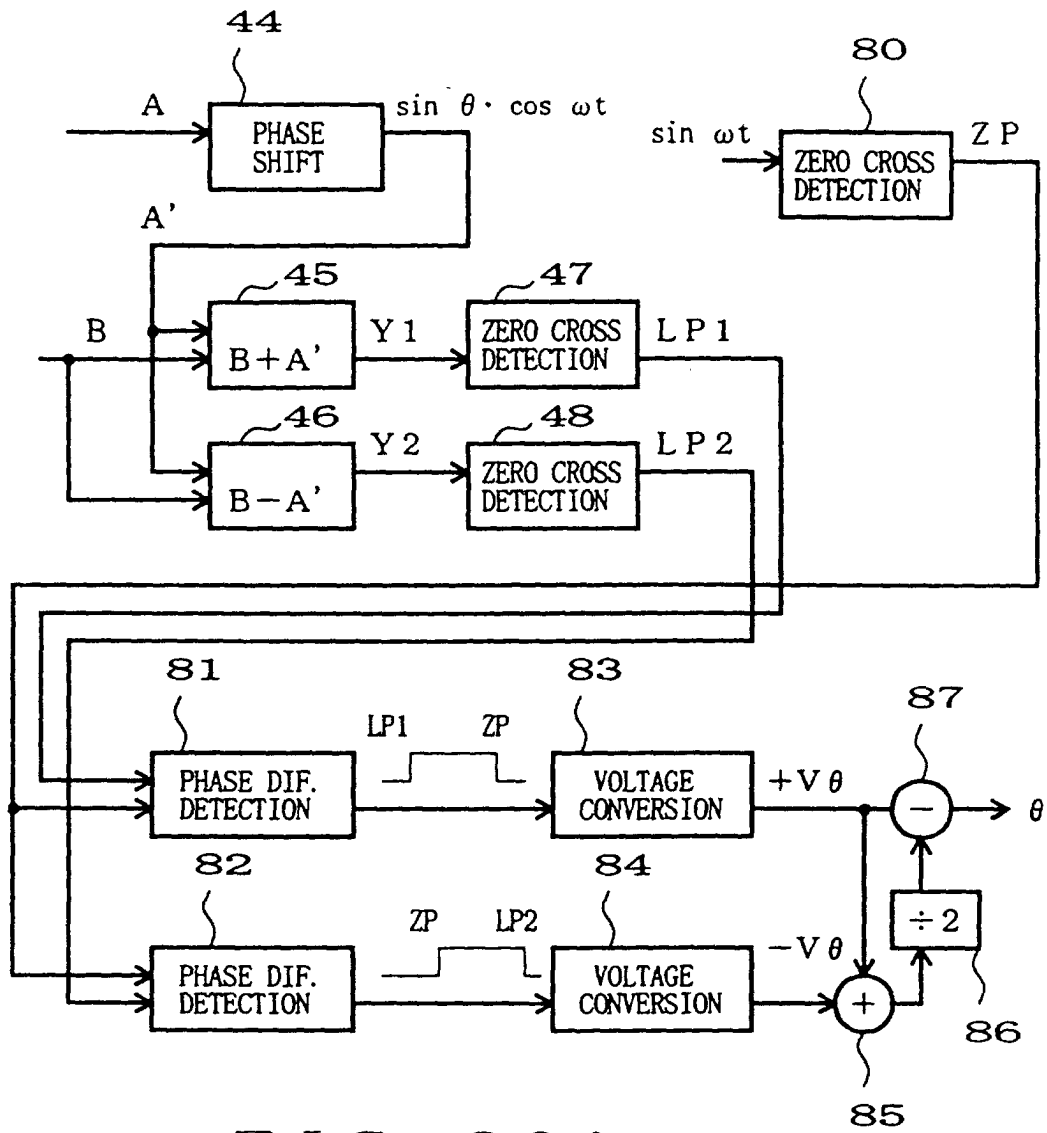 44
A
PHASE
SHIFT
sin θ · cos ωt
80
sin ωt
ZERO CROSS
DETECTION
ZP
A'
45
47
B
B+A'
Y1
ZERO CROSS
DETECTION
LP1
46
48
B−A'
Y2
ZERO CROSS
DETECTION
LP2
81
83
87
PHASE DIF.
DETECTION
LP1
ZP
VOLTAGE
CONVERSION
+Vθ
−
θ
82
84
÷2
PHASE DIF.
DETECTION
ZP
LP2
VOLTAGE
CONVERSION
−Vθ
+
86
85